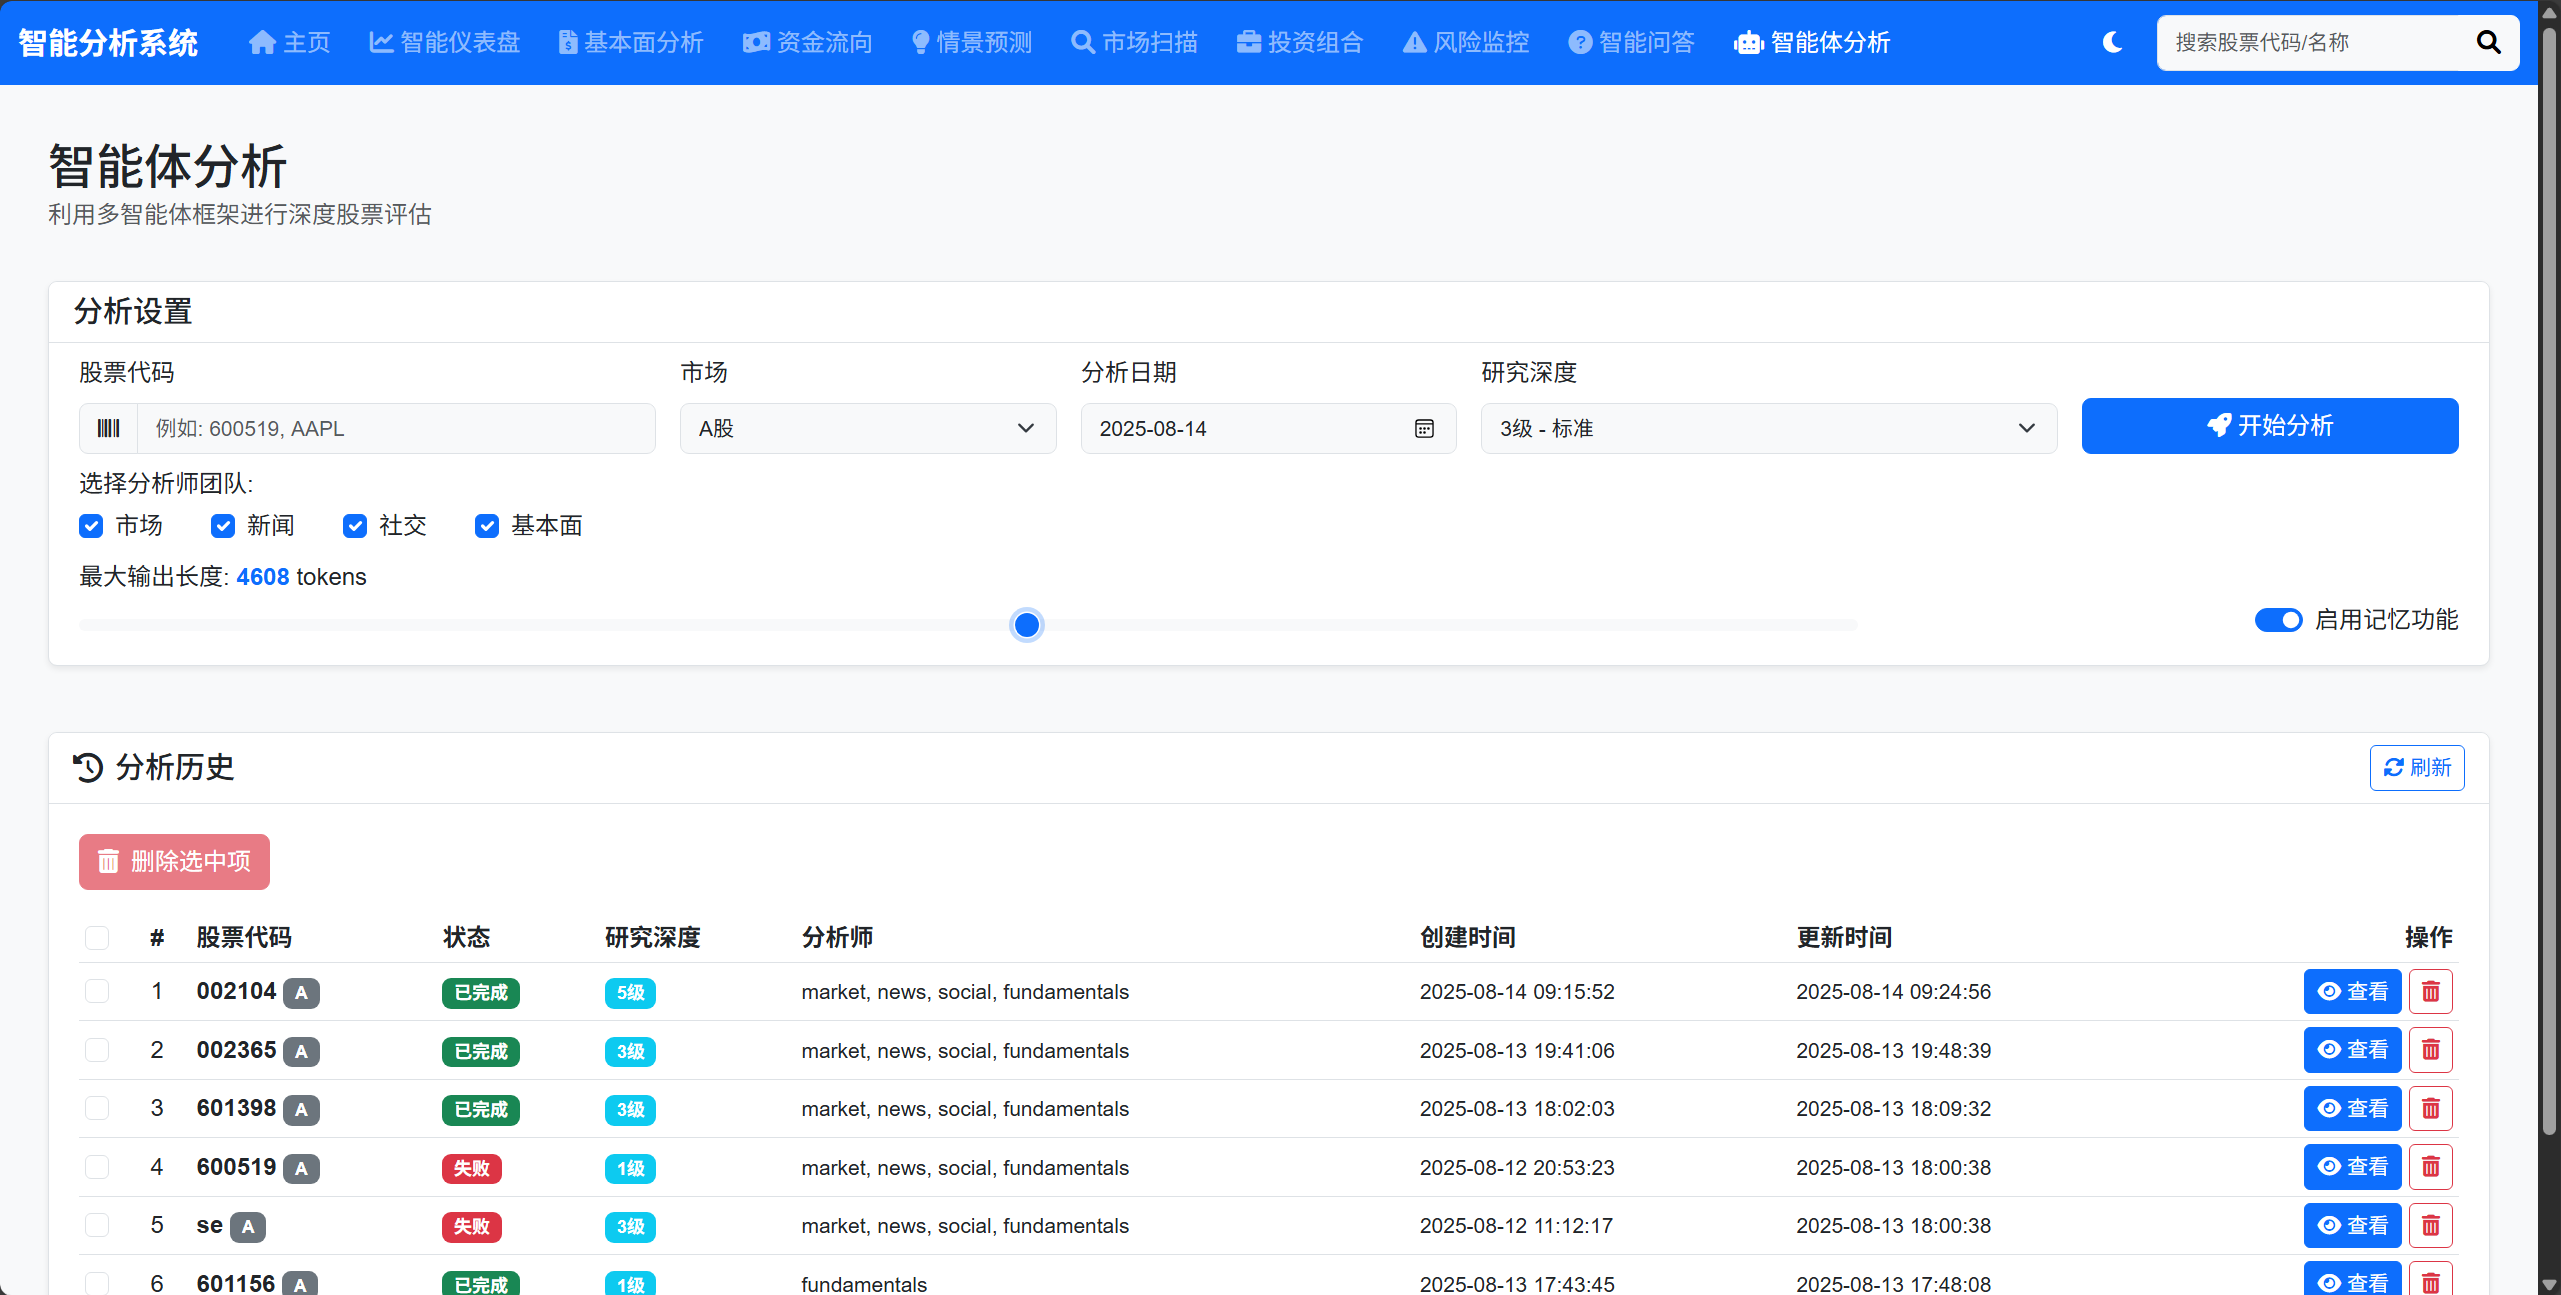 智能分析系统 主页 智能仪表盘 基本面分析 资金流向 情景预测 市场扫描 投资组合 风险监控 智能问答 智能体分析 搜索股票代码/名称
智能体分析
利用多智能体框架进行深度股票评估
分析设置
股票代码 市场 分析日期 研究深度
例如: 600519, AAPL A股 2025-08-14 3级 - 标准 开始分析
选择分析师团队:
市场 新闻 社交 基本面
最大输出长度: 4608 tokens
启用记忆功能
分析历史 刷新
删除选中项
# 股票代码 状态 研究深度 分析师 创建时间 更新时间 操作
1 002104 A 已完成 5级 market, news, social, fundamentals 2025-08-14 09:15:52 2025-08-14 09:24:56 查看
2 002365 A 已完成 3级 market, news, social, fundamentals 2025-08-13 19:41:06 2025-08-13 19:48:39 查看
3 601398 A 已完成 3级 market, news, social, fundamentals 2025-08-13 18:02:03 2025-08-13 18:09:32 查看
4 600519 A 失败 1级 market, news, social, fundamentals 2025-08-12 20:53:23 2025-08-13 18:00:38 查看
5 se A 失败 3级 market, news, social, fundamentals 2025-08-12 11:12:17 2025-08-13 18:00:38 查看
6 601156 A 已完成 1级 fundamentals 2025-08-13 17:43:45 2025-08-13 17:48:08 查看